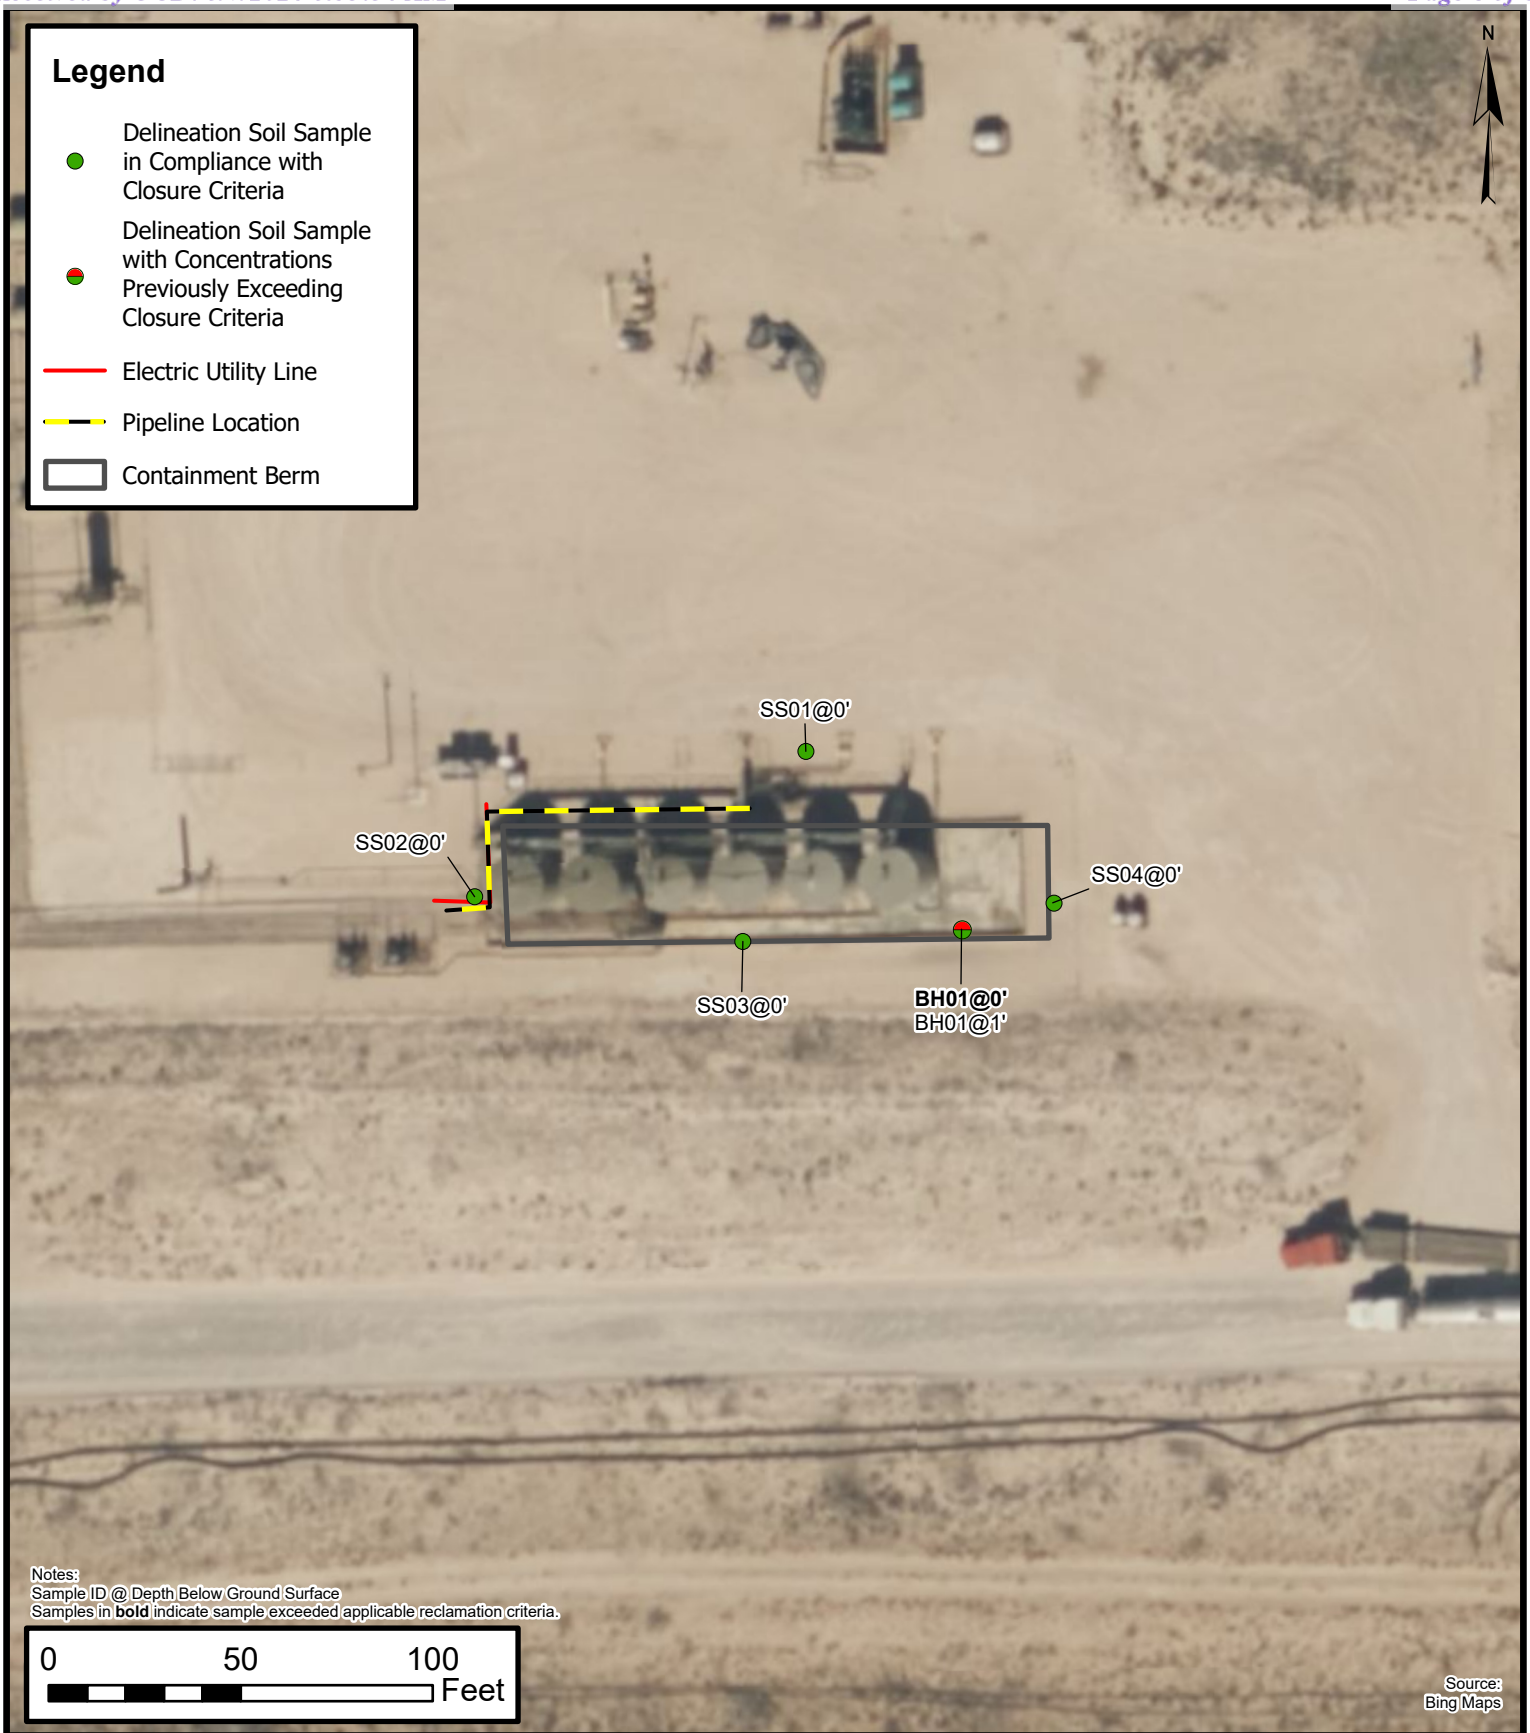 Legend
Delineation Soil Sample
in Compliance with
Closure Criteria
Delineation Soil Sample
with Concentrations
Previously Exceeding
Closure Criteria
Electric Utility Line
Pipeline Location
Containment Berm
N
SS01@0'
SS02@0'
SS04@0'
SS03@0'
BH01@0'
BH01@1'
Notes:
Sample ID @ Depth Below Ground Surface
Samples in bold indicate sample exceeded applicable reclamation criteria.
0 50 100
Feet
Source:
Bing Maps